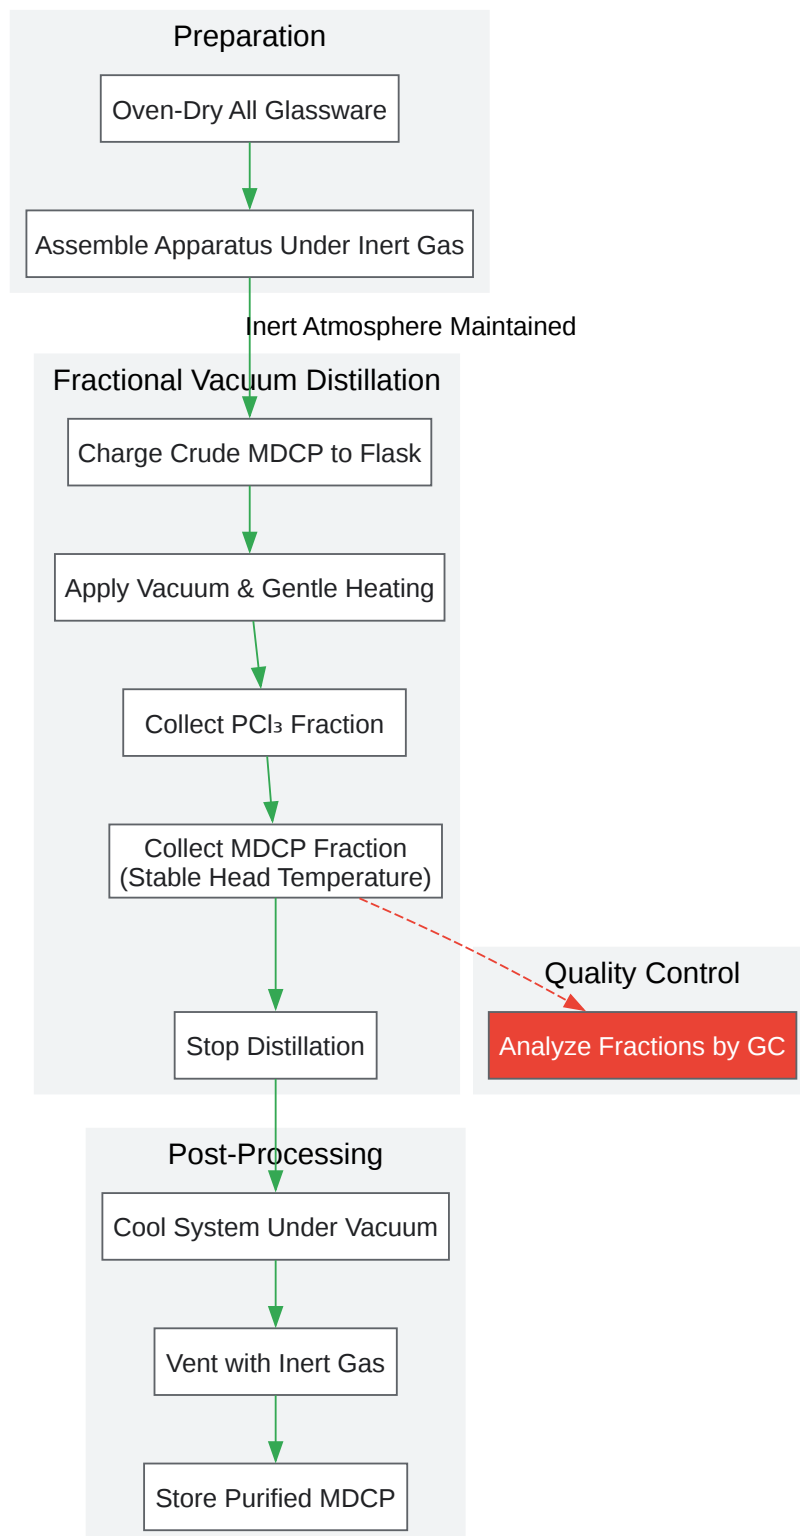 Preparation
Oven-Dry All Glassware
Assemble Apparatus Under Inert Gas
Inert Atmosphere Maintained
Fractional Vacuum Distillation
Charge Crude MDCP to Flask
Apply Vacuum & Gentle Heating
Collect PCl₃ Fraction
Collect MDCP Fraction
(Stable Head Temperature)
Quality Control
Analyze Fractions by GC
Stop Distillation
Post-Processing
Cool System Under Vacuum
Vent with Inert Gas
Store Purified MDCP